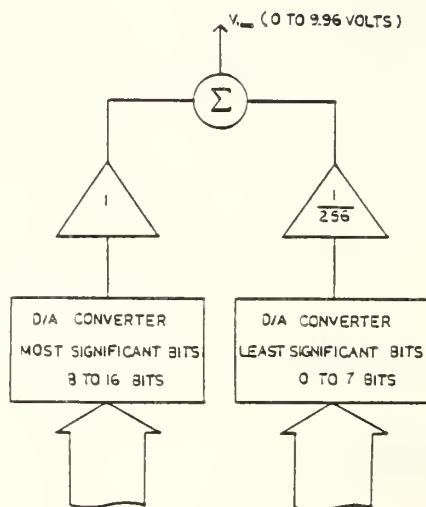 V (0 TO 9.96 VOLTS)
Σ
1
1
256
D/A CONVERTER
MOST SIGNIFICANT BITS
8 TO 16 BITS
D/A CONVERTER
LEAST SIGNIFICANT BITS
0 TO 7 BITS